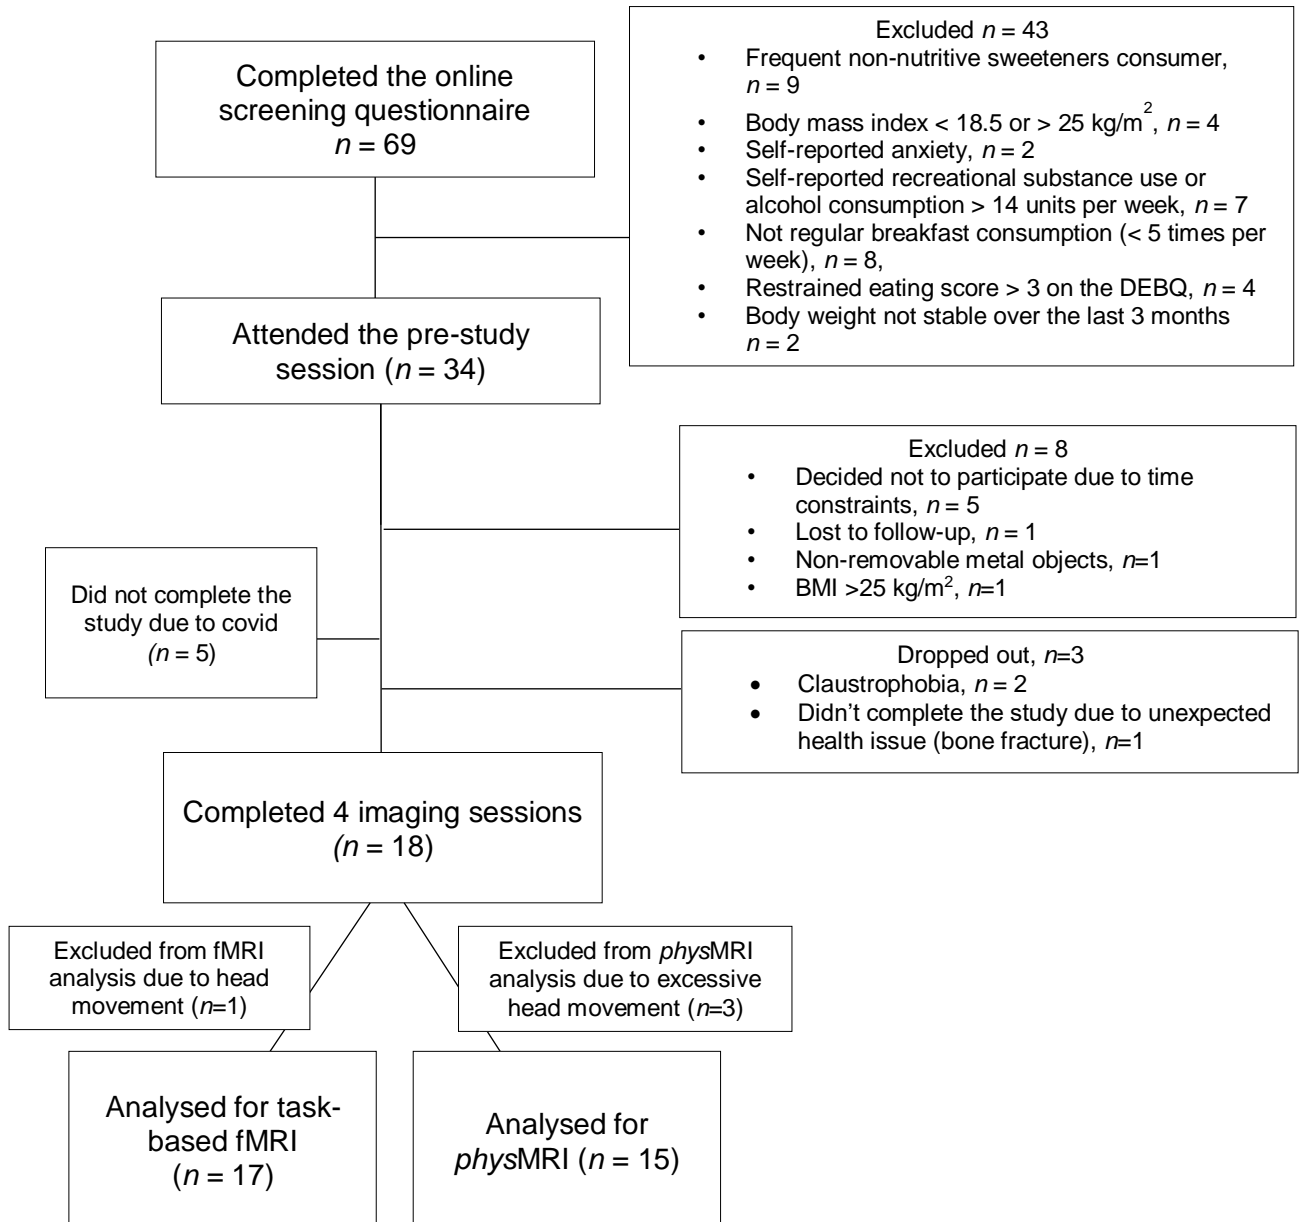 Completed the online
screening questionnaire
n = 69
Excluded n = 43
• Frequent non-nutritive sweeteners consumer,
n = 9
• Body mass index < 18.5 or > 25 kg/m², n = 4
• Self-reported anxiety, n = 2
• Self-reported recreational substance use or
alcohol consumption > 14 units per week, n = 7
• Not regular breakfast consumption (< 5 times per
week), n = 8,
• Restrained eating score > 3 on the DEBQ, n = 4
• Body weight not stable over the last 3 months
n = 2
Attended the pre-study
session (n = 34)
Excluded n = 8
• Decided not to participate due to time
constraints, n = 5
• Lost to follow-up, n = 1
• Non-removable metal objects, n=1
• BMI >25 kg/m², n=1
Did not complete the
study due to covid
(n = 5)
Dropped out, n=3
• Claustrophobia, n = 2
• Didn’t complete the study due to unexpected
health issue (bone fracture), n=1
Completed 4 imaging sessions
(n = 18)
Excluded from fMRI
analysis due to head
movement (n=1)
Excluded from physMRI
analysis due to excessive
head movement (n=3)
Analysed for task-
based fMRI
(n = 17)
Analysed for
physMRI (n = 15)